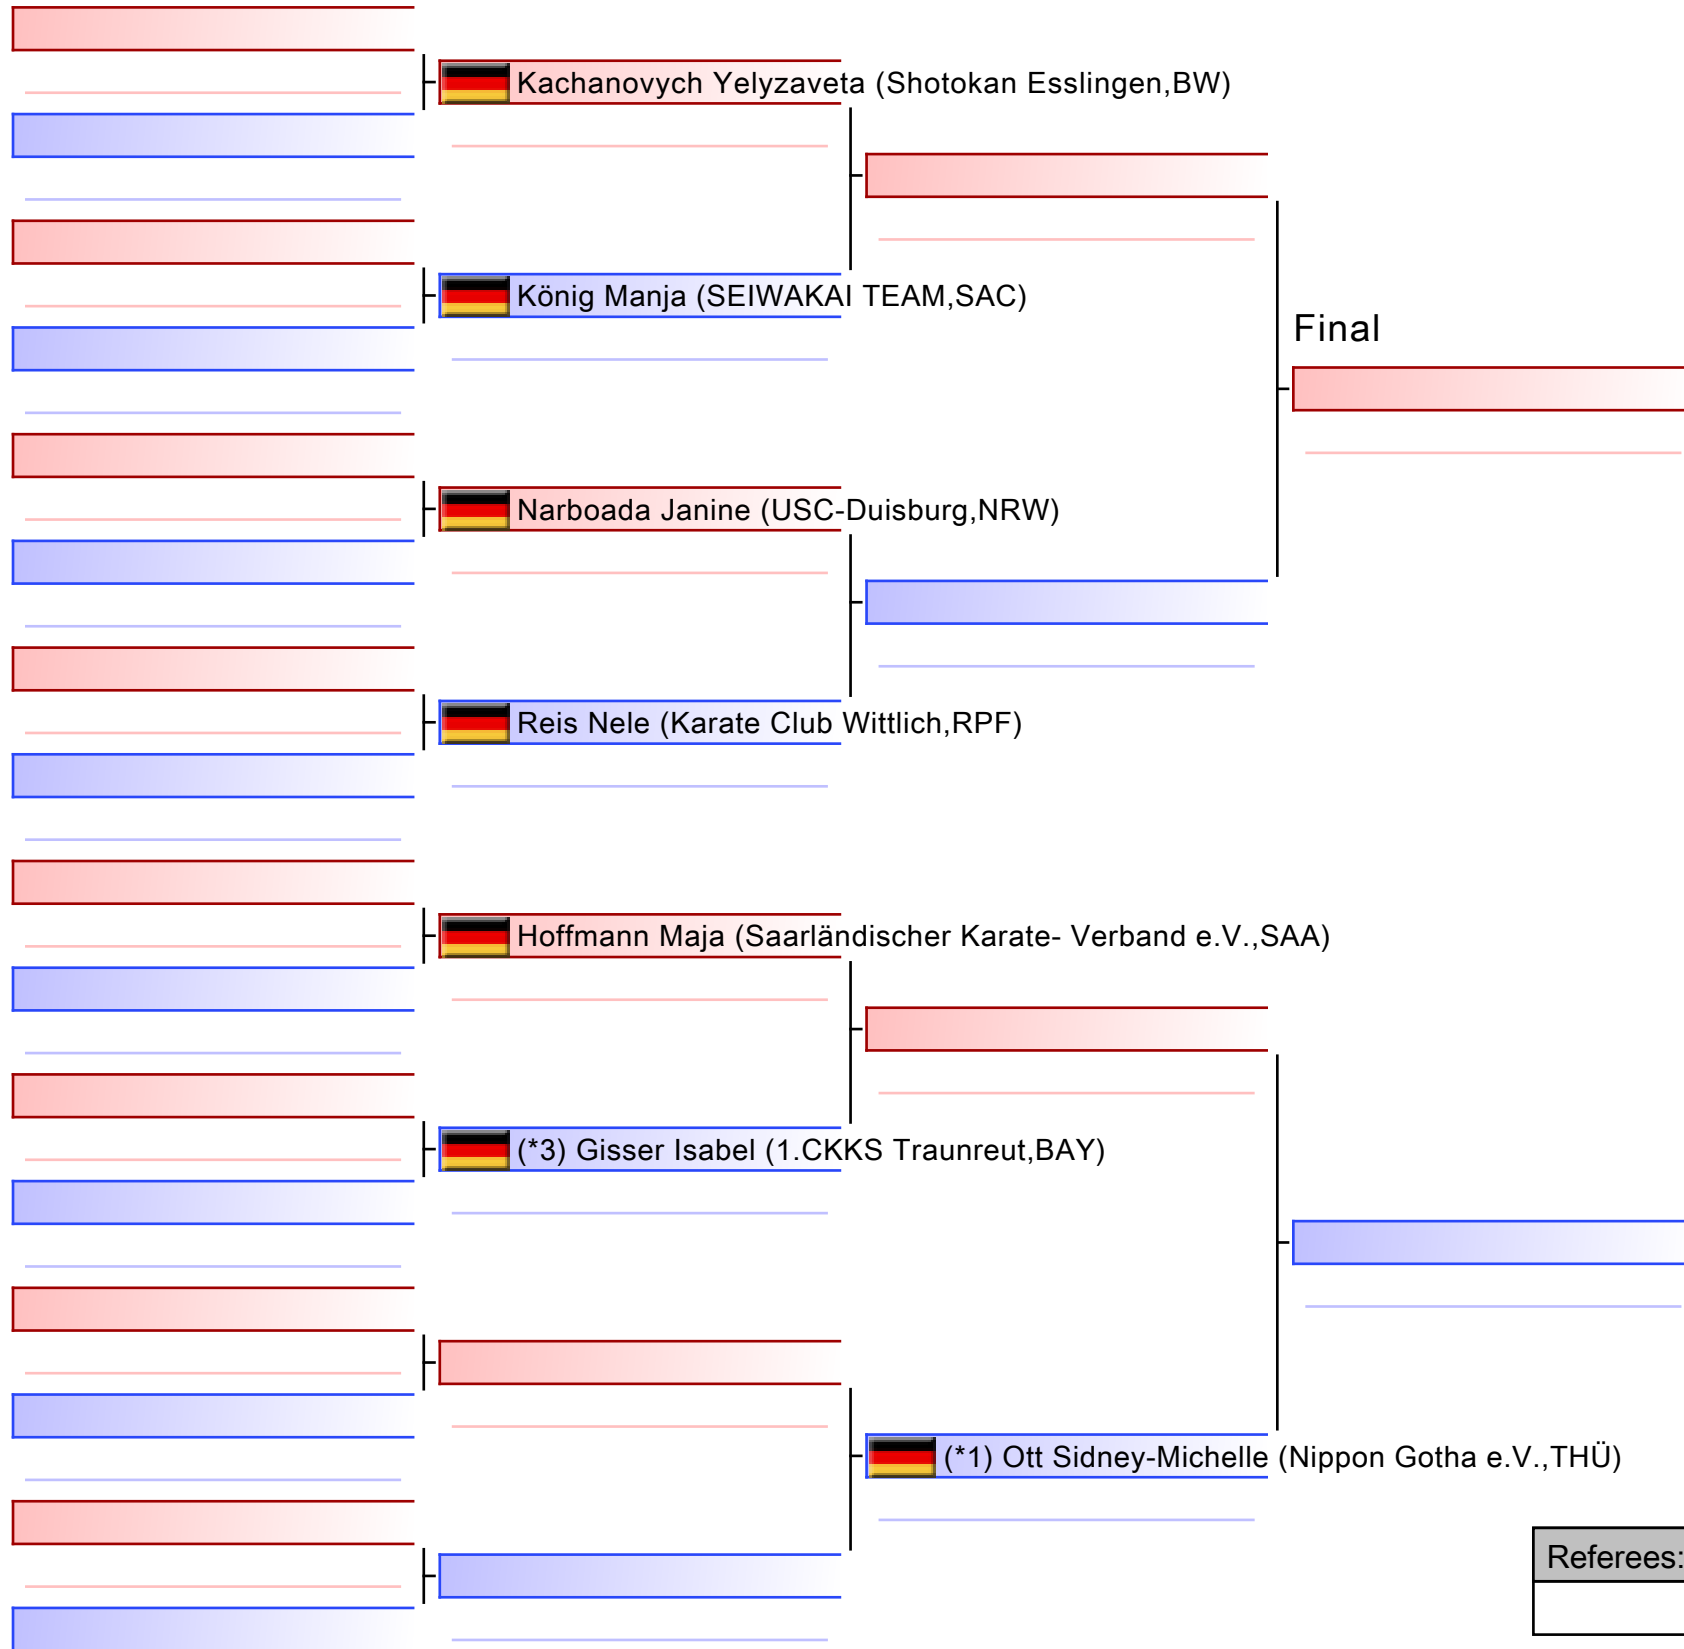 Kachanovych Yelyzaveta (Shotokan Esslingen,BW)
König Manja (SEIWAKAI TEAM,SAC)
Final
Narboada Janine (USC-Duisburg,NRW)
Reis Nele (Karate Club Wittlich,RPF)
Hoffmann Maja (Saarländischer Karate- Verband e.V.,SAA)
(*3) Gisser Isabel (1.CKKS Traunreut,BAY)
(*1) Ott Sidney-Michelle (Nippon Gotha e.V.,THÜ)
Referees: